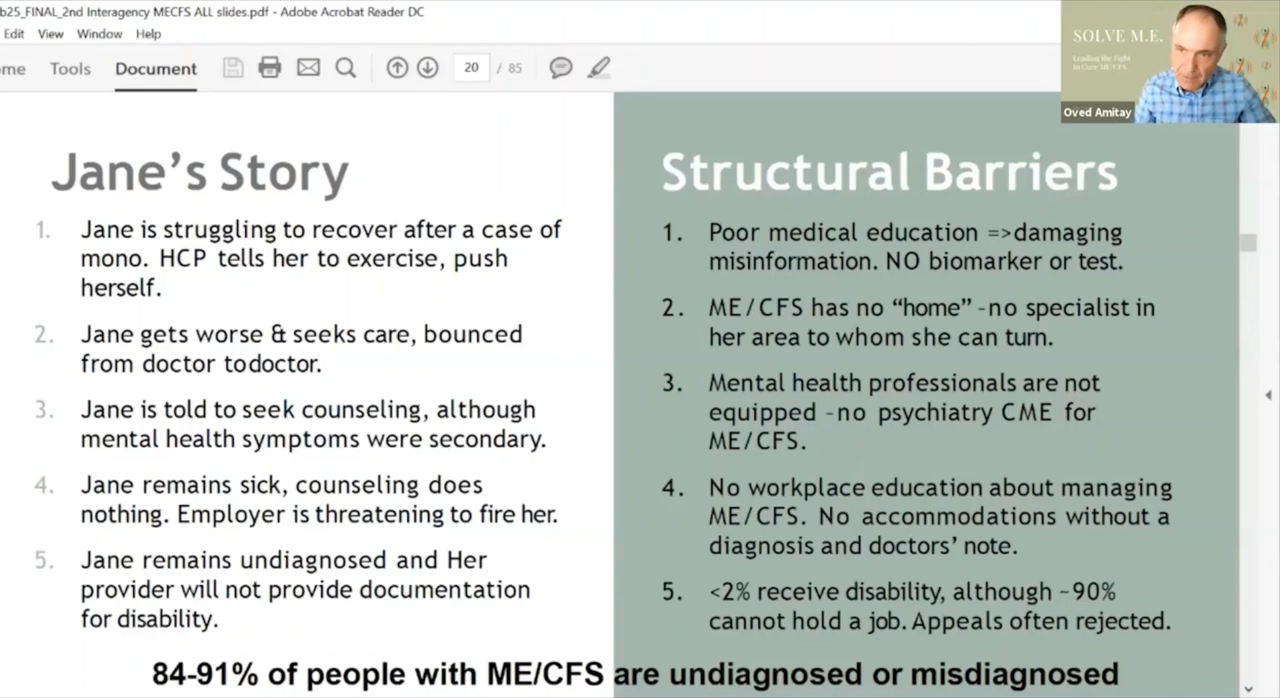 b25_FINAL_2nd Interagency MECFS ALL slides.pdf - Adobe Acrobat Reader DC
Edit View Window Help
me Tools Document 20 / 85
SOLVE M.E.
Leading the Fight
to Cure ME/CFS
Oved Amitay
Jane's Story
1. Jane is struggling to recover after a case of
mono. HCP tells her to exercise, push
herself.
2. Jane gets worse & seeks care, bounced
from doctor todoctor.
3. Jane is told to seek counseling, although
mental health symptoms were secondary.
4. Jane remains sick, counseling does
nothing. Employer is threatening to fire her.
5. Jane remains undiagnosed and Her
provider will not provide documentation
for disability.
Structural Barriers
1. Poor medical education =>damaging
misinformation. NO biomarker or test.
2. ME/CFS has no “home” -no specialist in
her area to whom she can turn.
3. Mental health professionals are not
equipped -no psychiatry CME for
ME/CFS.
4. No workplace education about managing
ME/CFS. No accommodations without a
diagnosis and doctors’ note.
5. <2% receive disability, although ~90%
cannot hold a job. Appeals often rejected.
84-91% of people with ME/CFS are undiagnosed or misdiagnosed